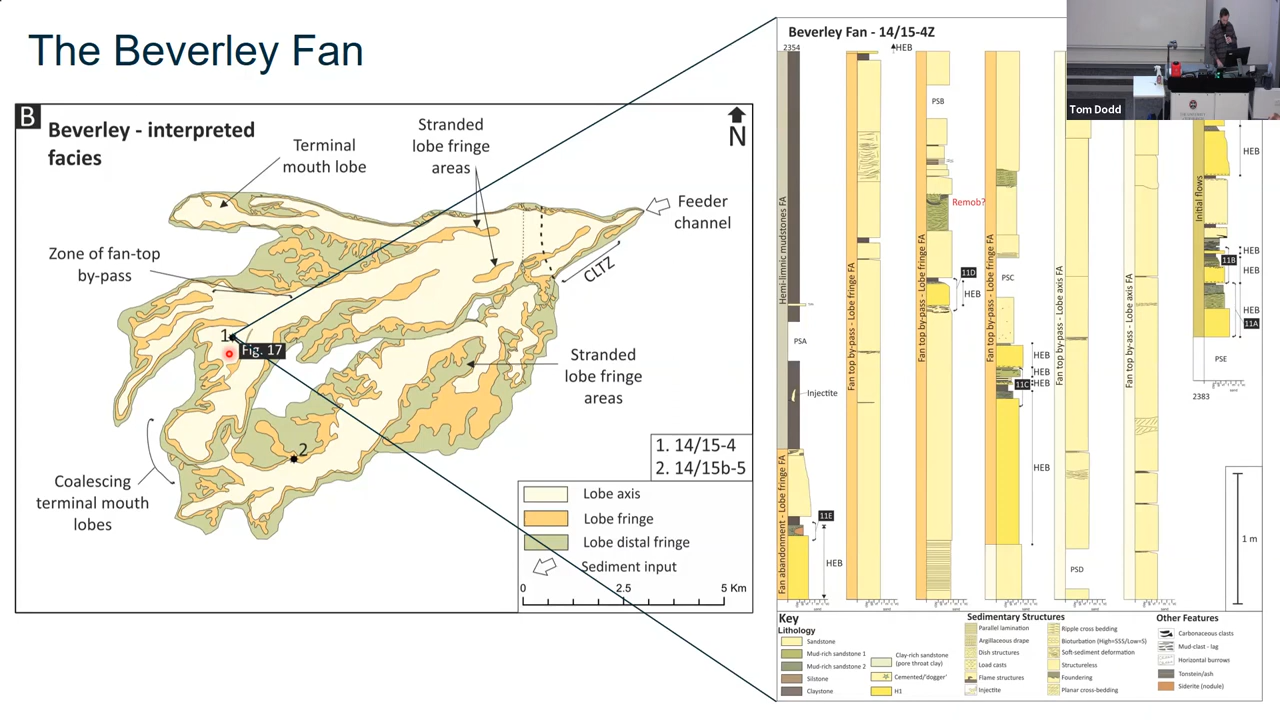 The Beverley Fan
B
Beverley - interpreted
facies
Terminal
mouth lobe
Stranded
lobe fringe
areas
N
Feeder
channel
Zone of fan-top
by-pass
CLTZ
1
Fig. 17
Stranded
lobe fringe
areas
2
1. 14/15-4
2. 14/15b-5
Coalescing
terminal mouth
lobes
Lobe axis
Lobe fringe
Lobe distal fringe
Sediment input
0 2.5 5 Km
Beverley Fan - 14/15-4Z
2354
Hemi-limnic mudstones FA
PSA
Injectite
Fan abandonment - Lobe fringe FA
11E
HEB
Fan top by-pass - Lobe fringe FA
HEB
PSB
Remob?
Fan top by-pass - Lobe fringe FA
11D
HEB
Fan top by-pass - Lobe fringe FA
PSC
HEB
HEB
11C
HEB
HEB
Fan top by-pass - Lobe axis FA
PSD
Fan top by-ass - Lobe axis FA
Initial flows
HEB
HEB
11B
HEB
HEB
11A
PSE
2383
1 m
Tom Dodd
Key
Lithology
Sandstone
Mud-rich sandstone 1
Mud-rich sandstone 2
Silstone
Claystone
Clay-rich sandstone
(pore throat clay)
Cemented/'dogger'
H1
Sedimentary Structures
Parallel lamination
Argillaceous drape
Dish structures
Load casts
Flame structures
Injectite
Ripple cross bedding
Bioturbation (High=SSS/Low=S)
Soft-sediment deformation
Structureless
Foundering
Planar cross-bedding
Other Features
Carbonaceous clasts
Mud-clast - lag
Horizontal burrows
Tonstein/ash
Siderite (nodule)